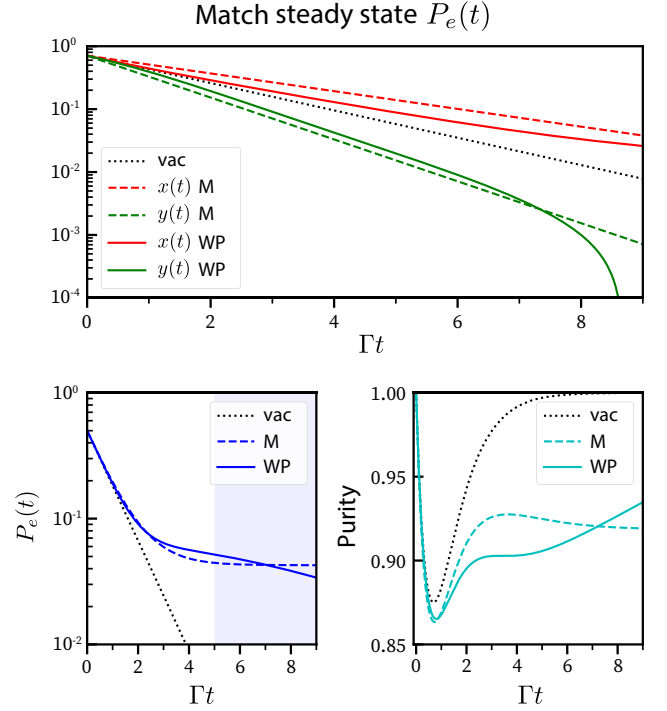 Match steady state P_e(t)
10^0
10^-1
10^-2
10^-3
10^-4
vac
x(t) M
y(t) M
x(t) WP
y(t) WP
0 2 4 6 8
Γt
10^0
10^-1
10^-2
P_e(t)
vac
M
WP
0 2 4 6 8
Γt
1.00
0.95
0.90
0.85
Purity
vac
M
WP
0 2 4 6 8
Γt